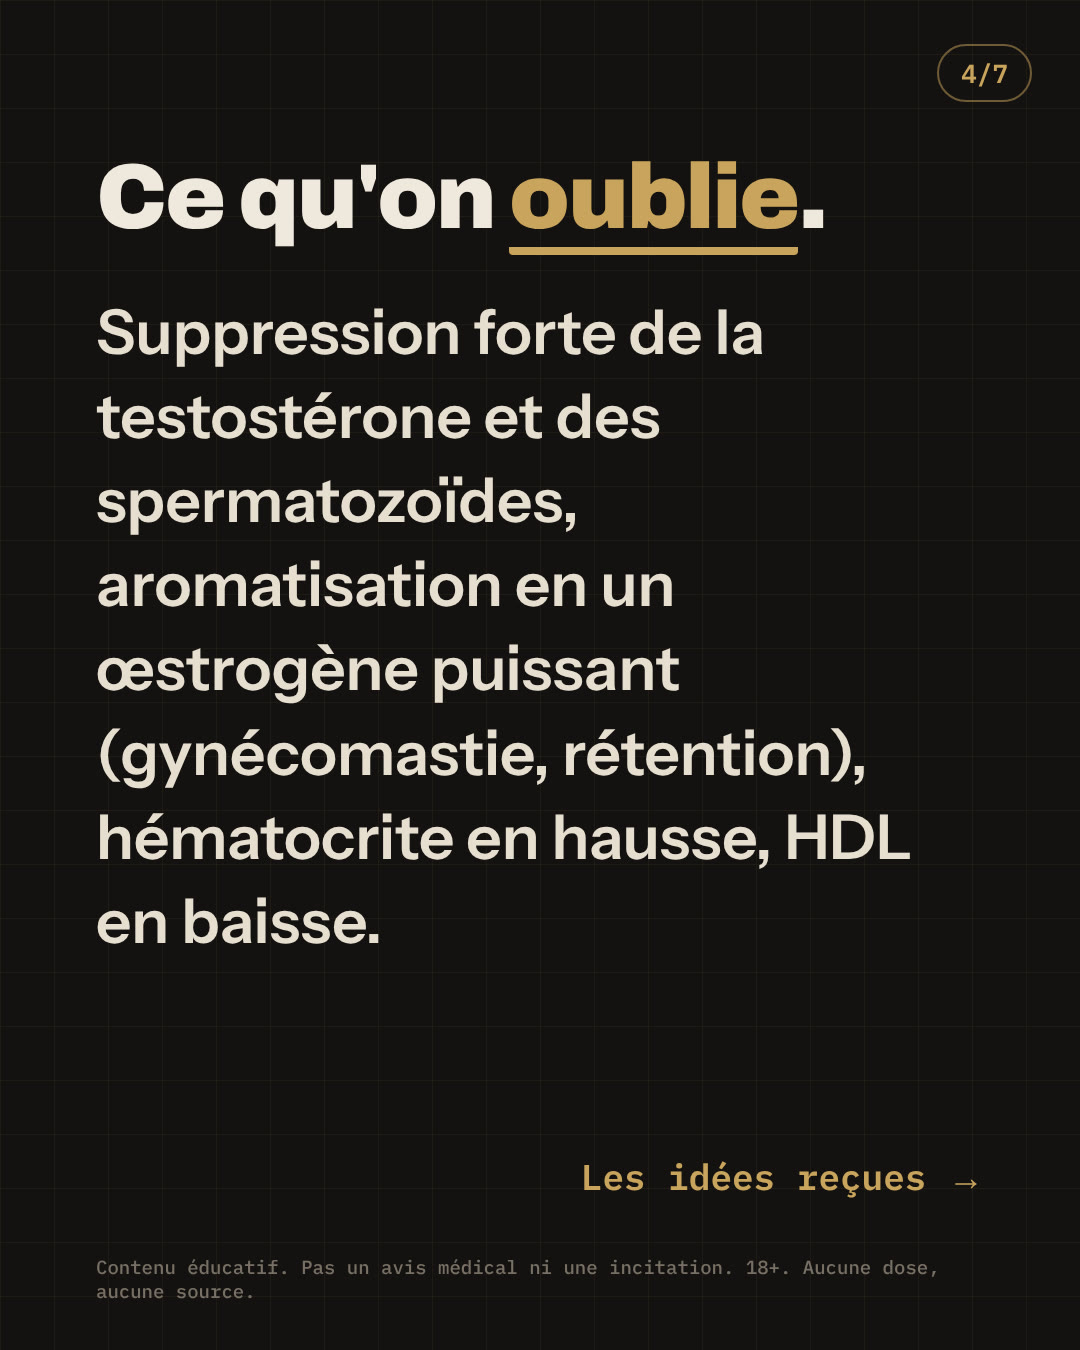 4/7
Ce qu'on oublie.
Suppression forte de la
testostérone et des
spermatozoïdes,
aromatisation en un
œstrogène puissant
(gynécomastie, rétention),
hématocrite en hausse, HDL
en baisse.
Les idées reçues →
Contenu éducatif. Pas un avis médical ni une incitation. 18+. Aucune dose,
aucune source.